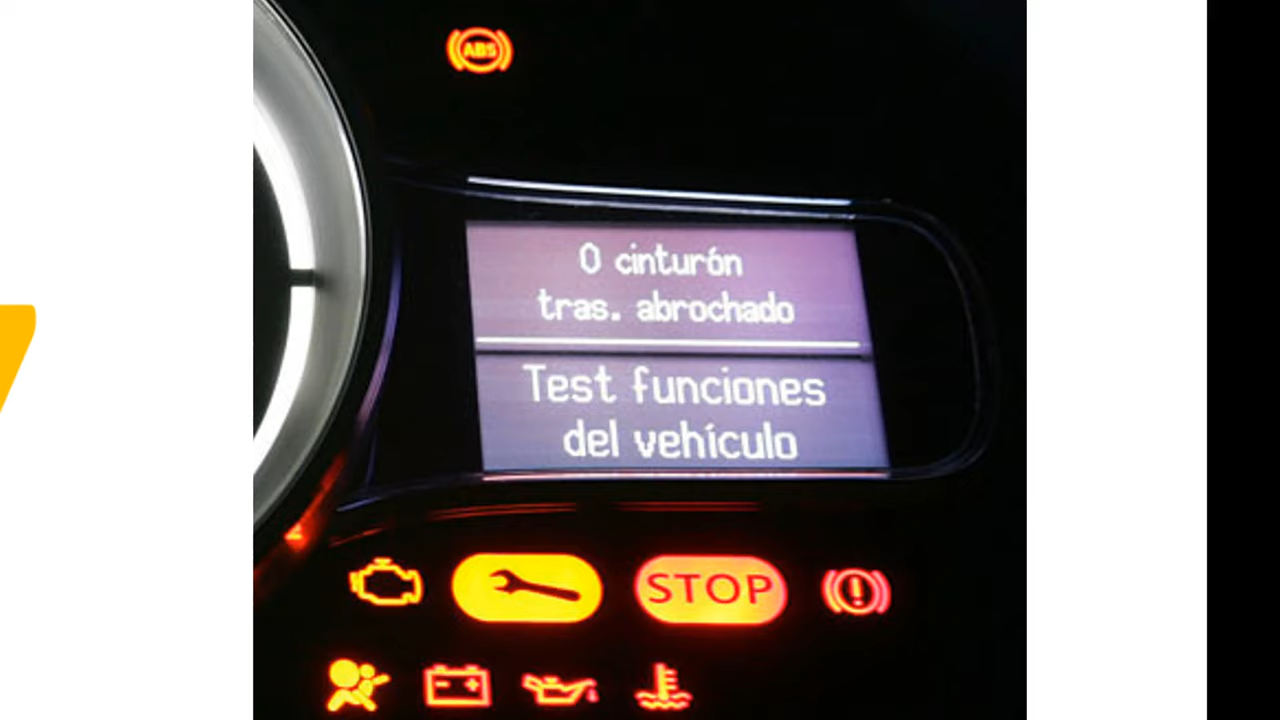 ABS
0 cinturón
tras. abrochado
Test funciones
del vehículo
STOP